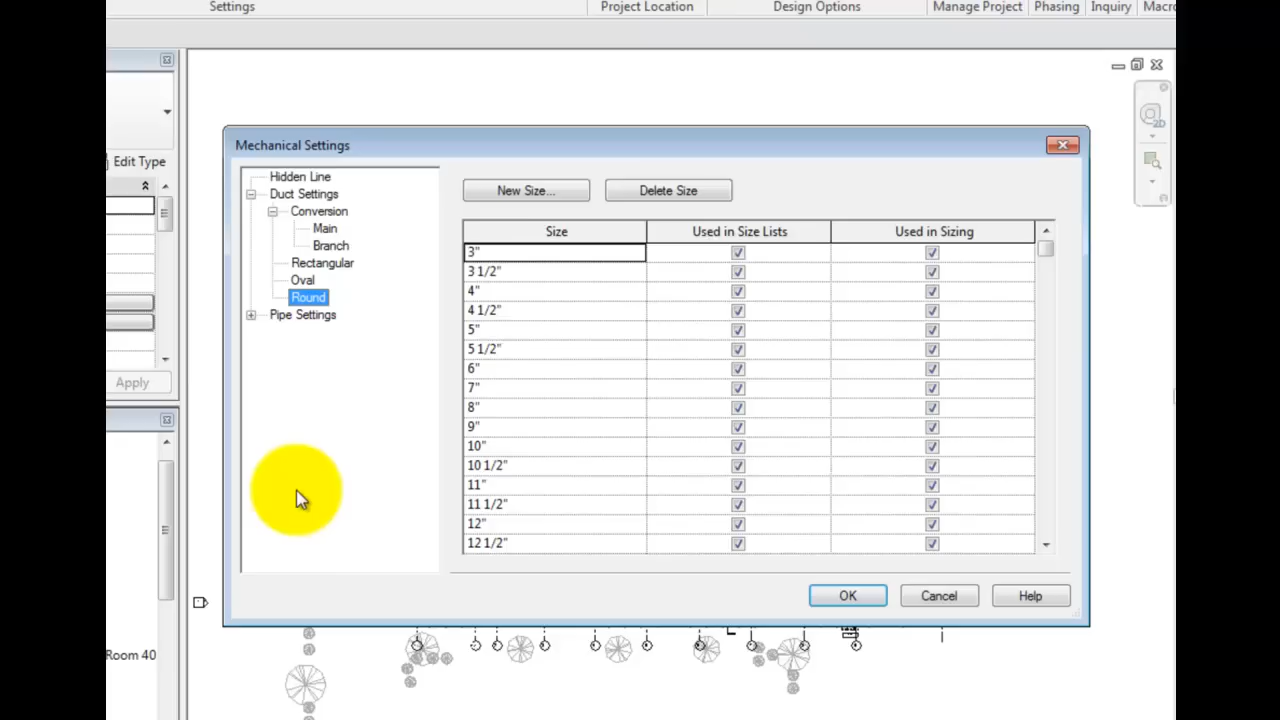 Settings
Project Location
Design Options
Manage Project
Phasing
Inquiry
Macro
Edit Type
Apply
Room 40
2D
Mechanical Settings
Hidden Line
Duct Settings
Conversion
Main
Branch
Rectangular
Oval
Round
Pipe Settings
New Size...
Delete Size
Size Used in Size Lists Used in Sizing
3"
3 1/2"
4"
4 1/2"
5"
5 1/2"
6"
7"
8"
9"
10"
10 1/2"
11"
11 1/2"
12"
12 1/2"
OK
Cancel
Help